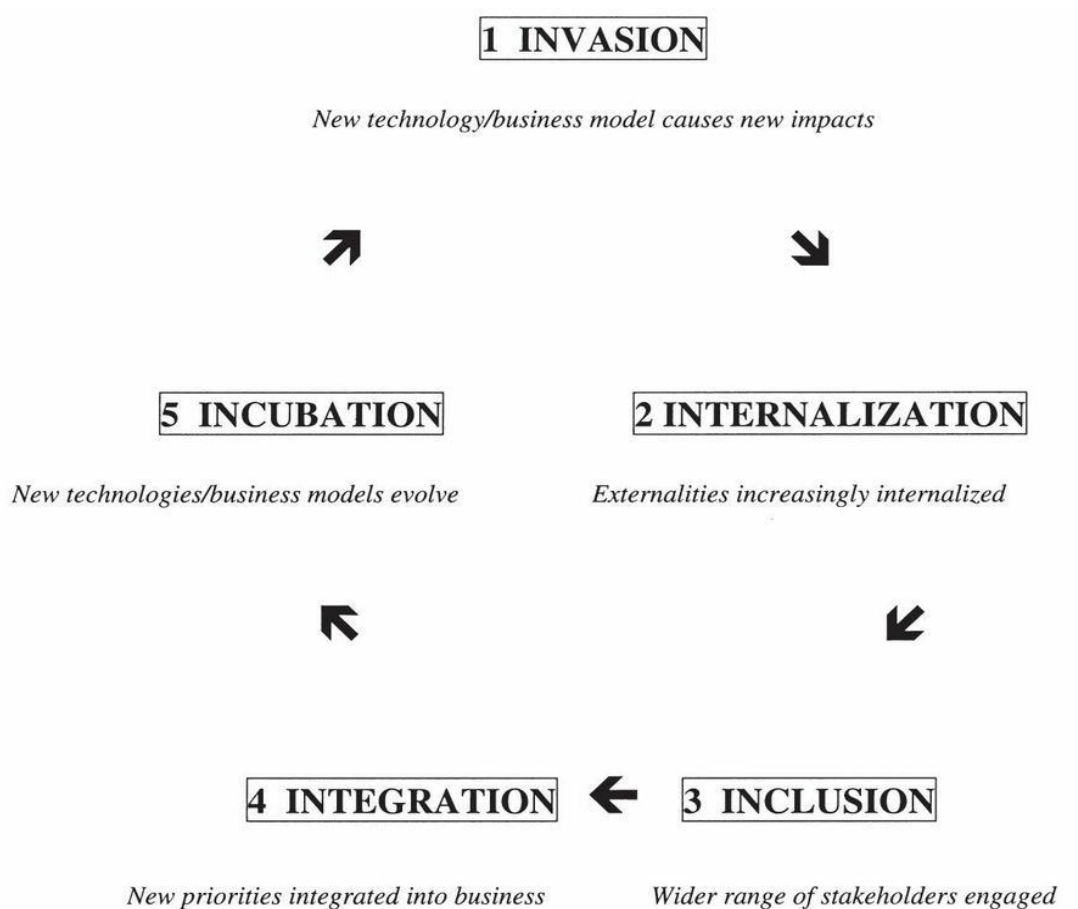 1 INVASION
New technology/business model causes new impacts
5 INCUBATION
2 INTERNALIZATION
New technologies/business models evolve
Externalities increasingly internalized
4 INTEGRATION
3 INCLUSION
New priorities integrated into business
Wider range of stakeholders engaged